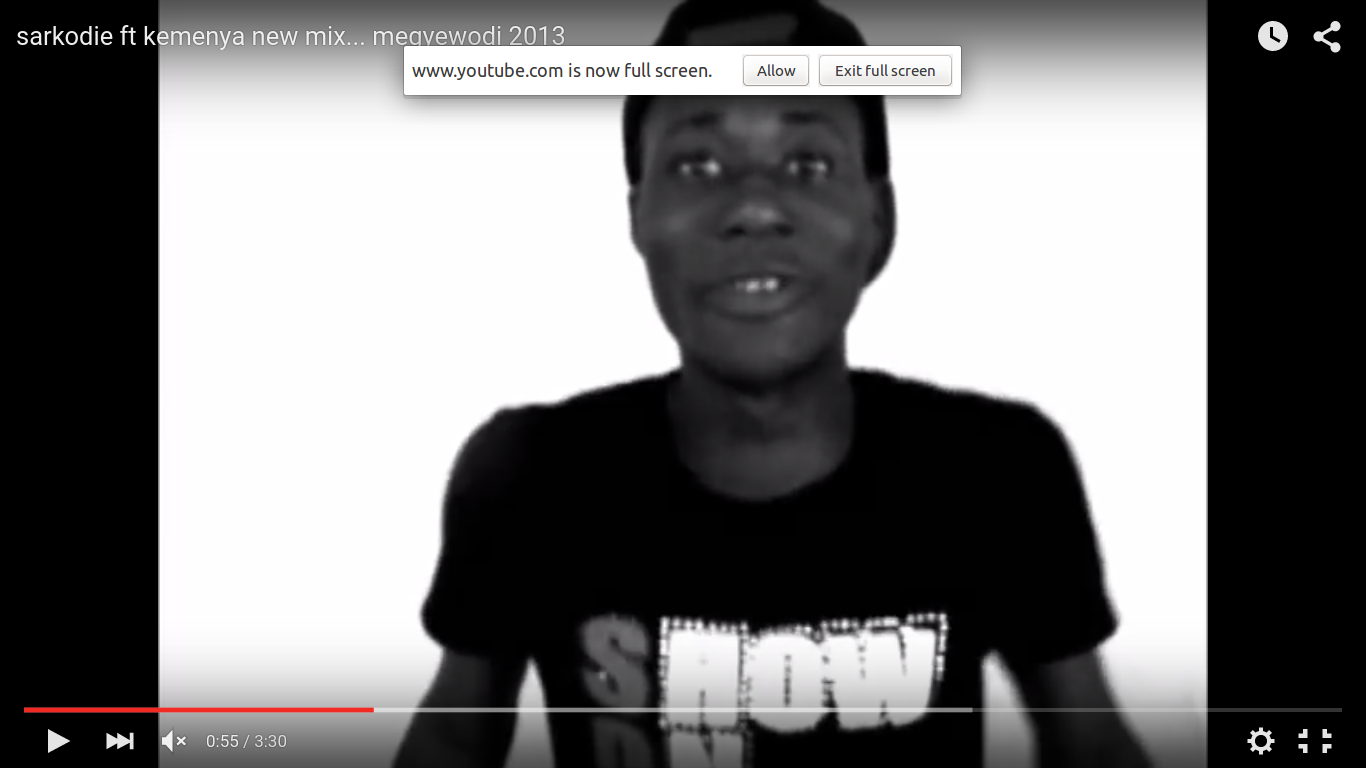 sarkodie ft kemenya new mix... megyewodi 2013
www.youtube.com is now full screen.
Allow
Exit full screen
SHOW
0:55 / 3:30